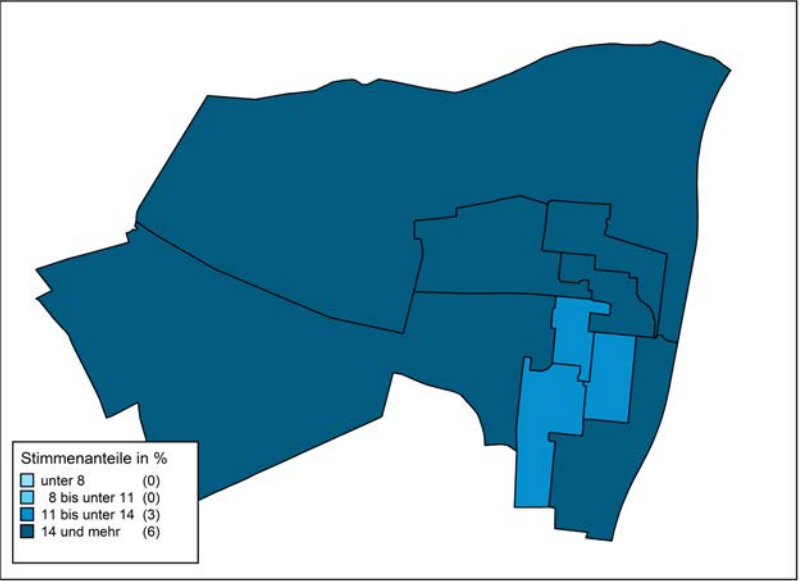 Stimmenanteile in %
unter 8 (0)
8 bis unter 11 (0)
11 bis unter 14 (3)
14 und mehr (6)